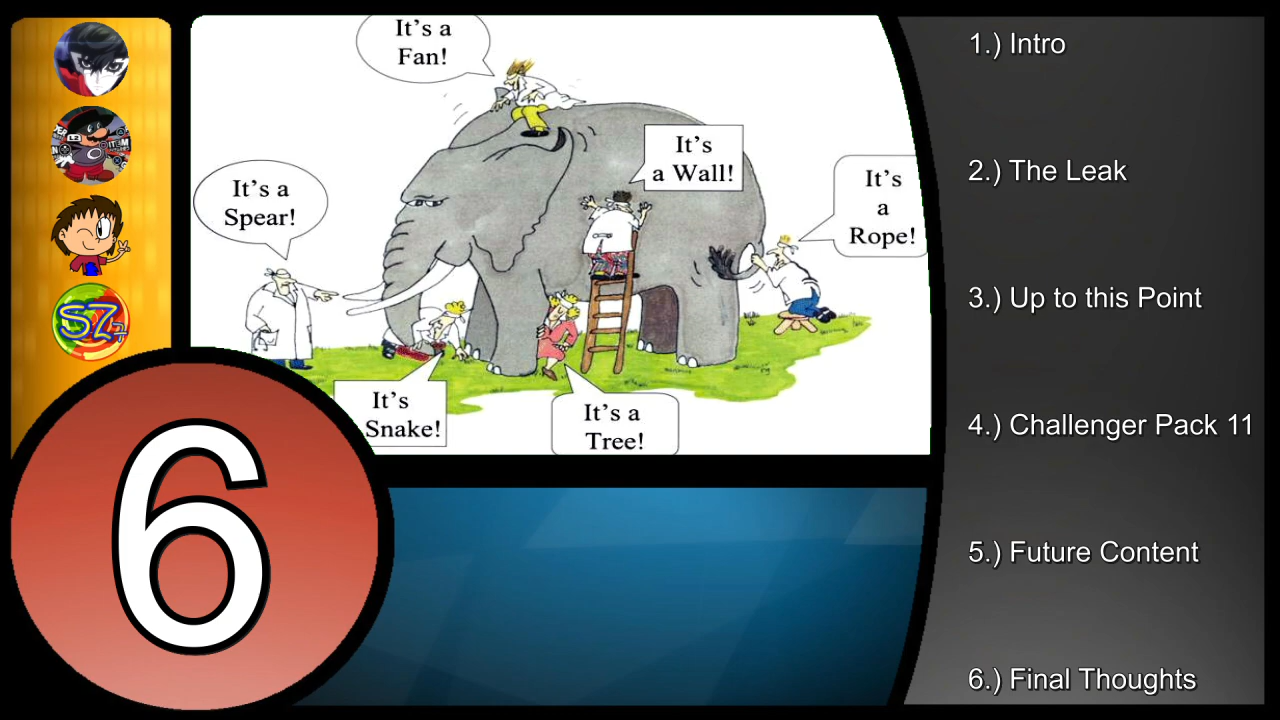 It's a
Fan!
It's a
Spear!
It's
a Wall!
It's
a
Rope!
It's
Snake!
It's a
Tree!
6
SZ7
1.) Intro
2.) The Leak
3.) Up to this Point
4.) Challenger Pack 11
5.) Future Content
6.) Final Thoughts